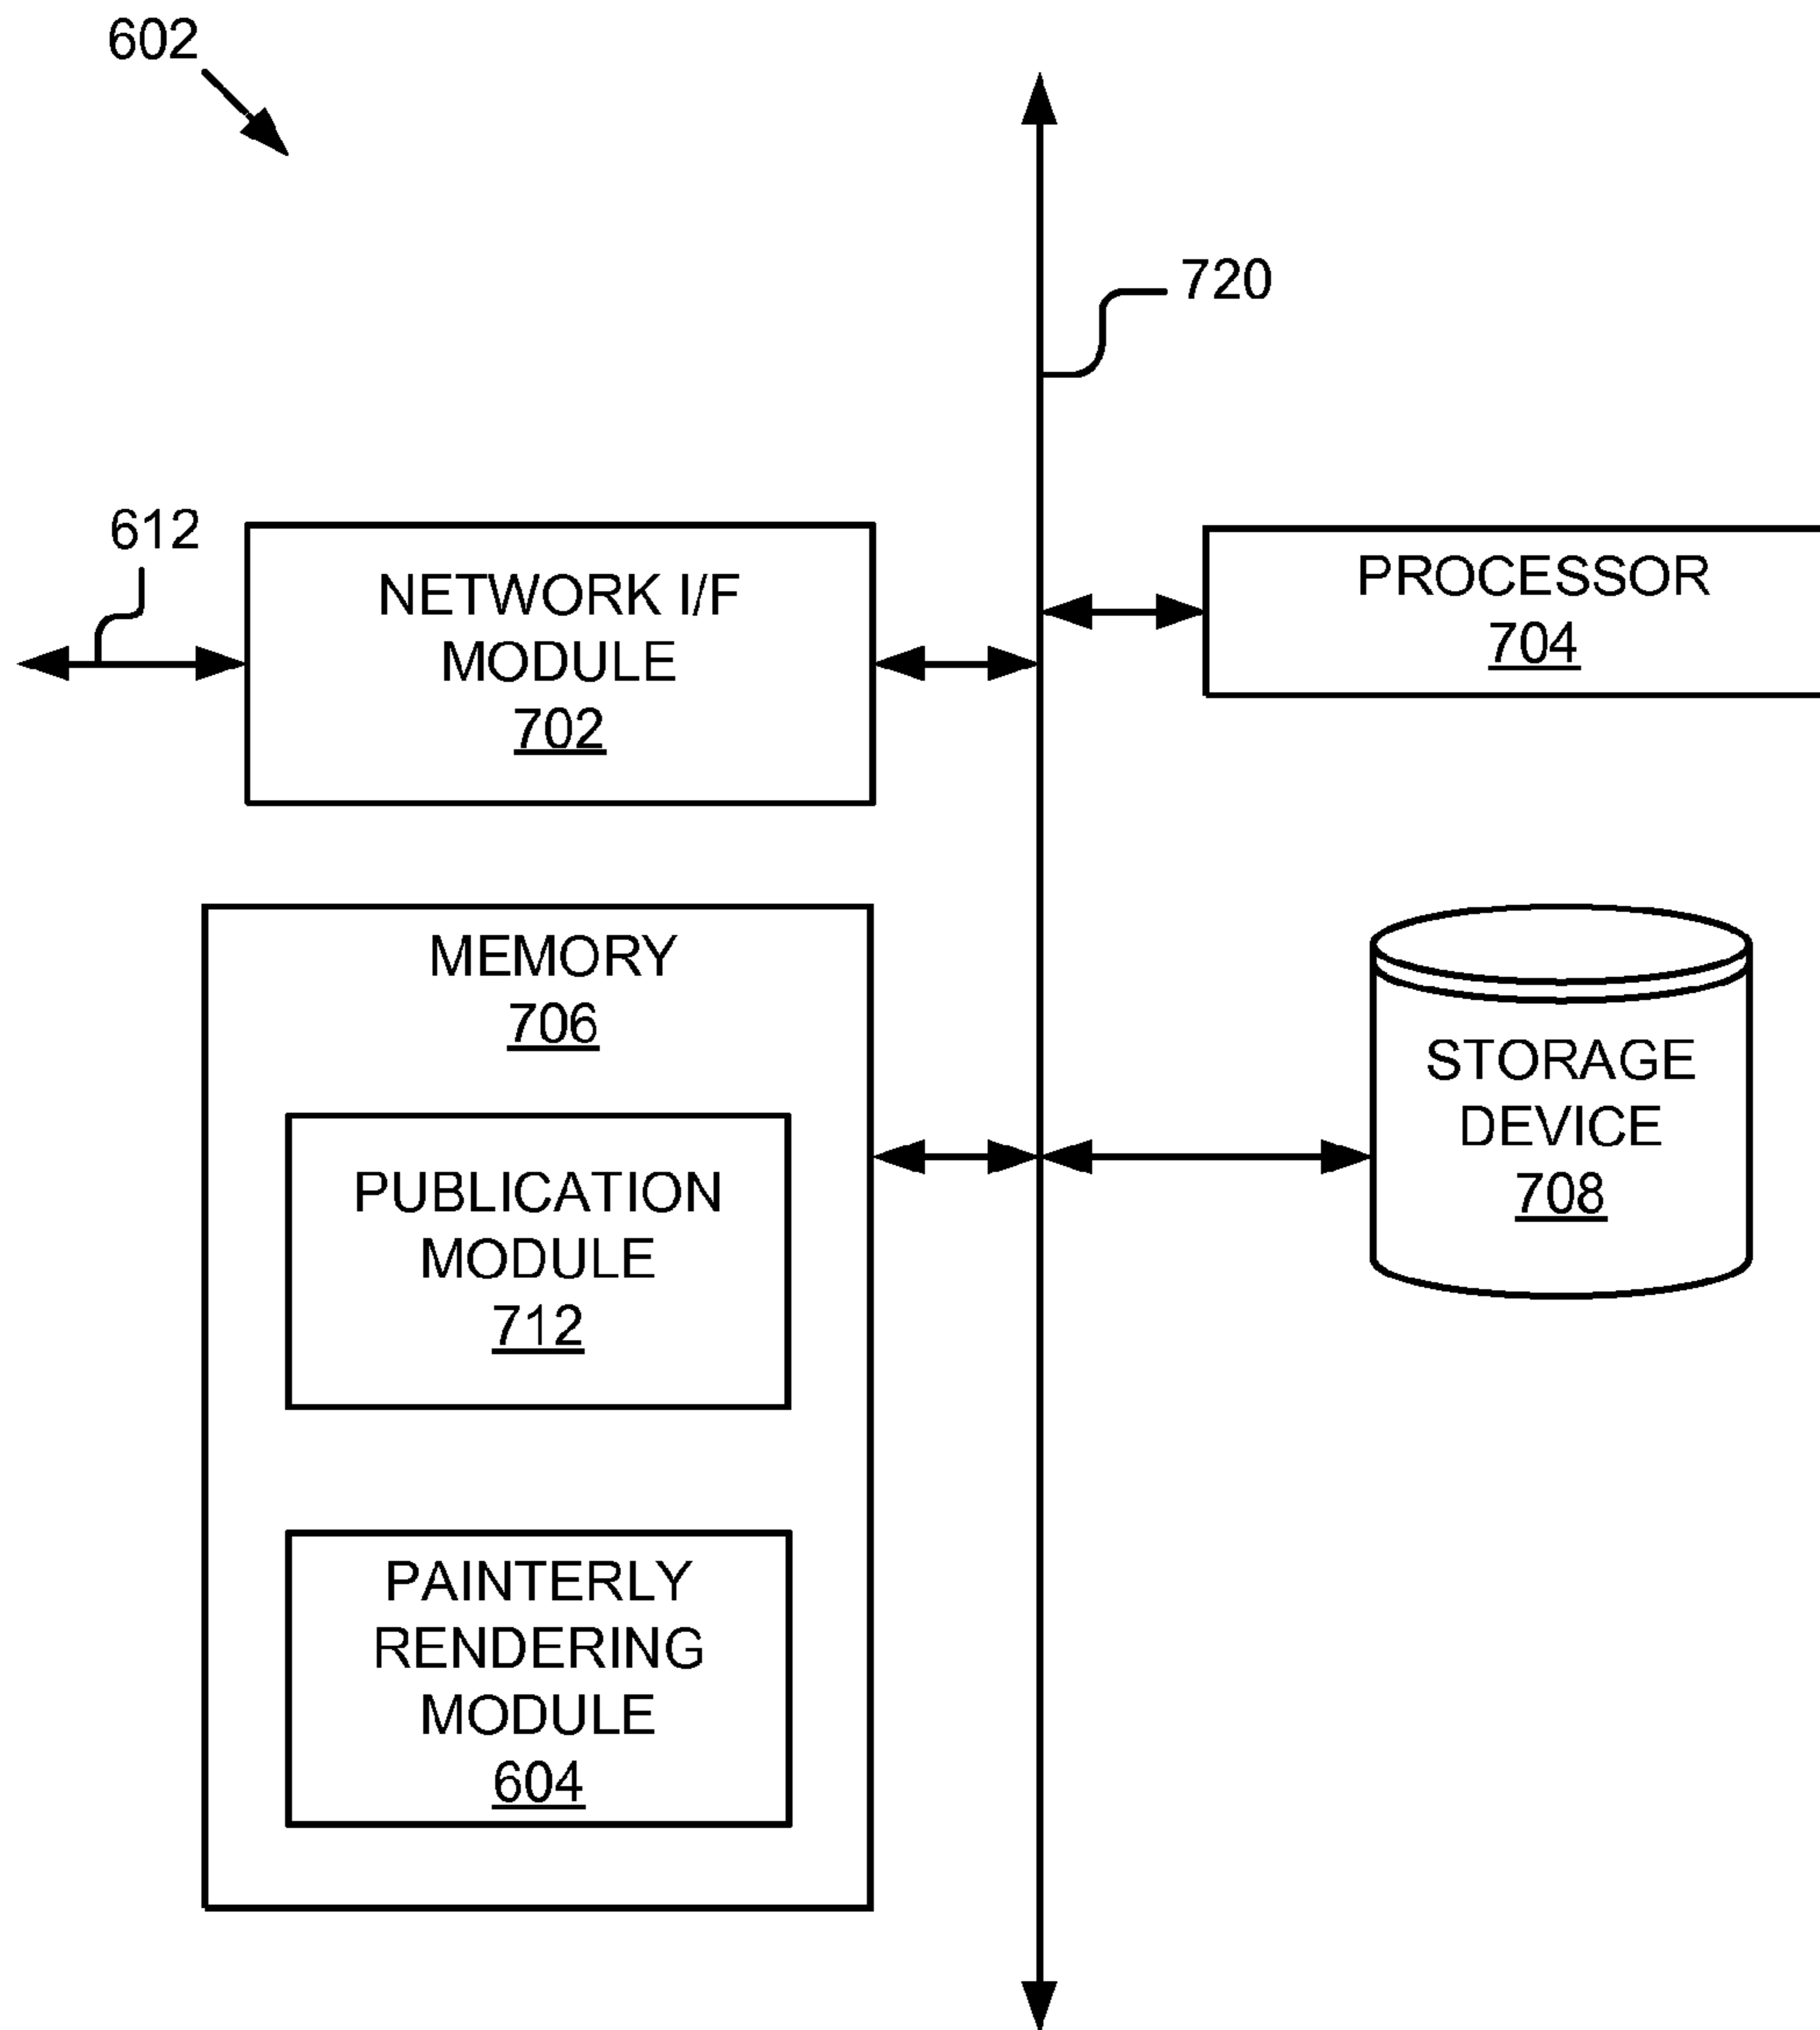 602
720
612
NETWORK I/F
MODULE
702
PROCESSOR
704
MEMORY
706
PUBLICATION
MODULE
712
PAINTERLY
RENDERING
MODULE
604
STORAGE
DEVICE
708